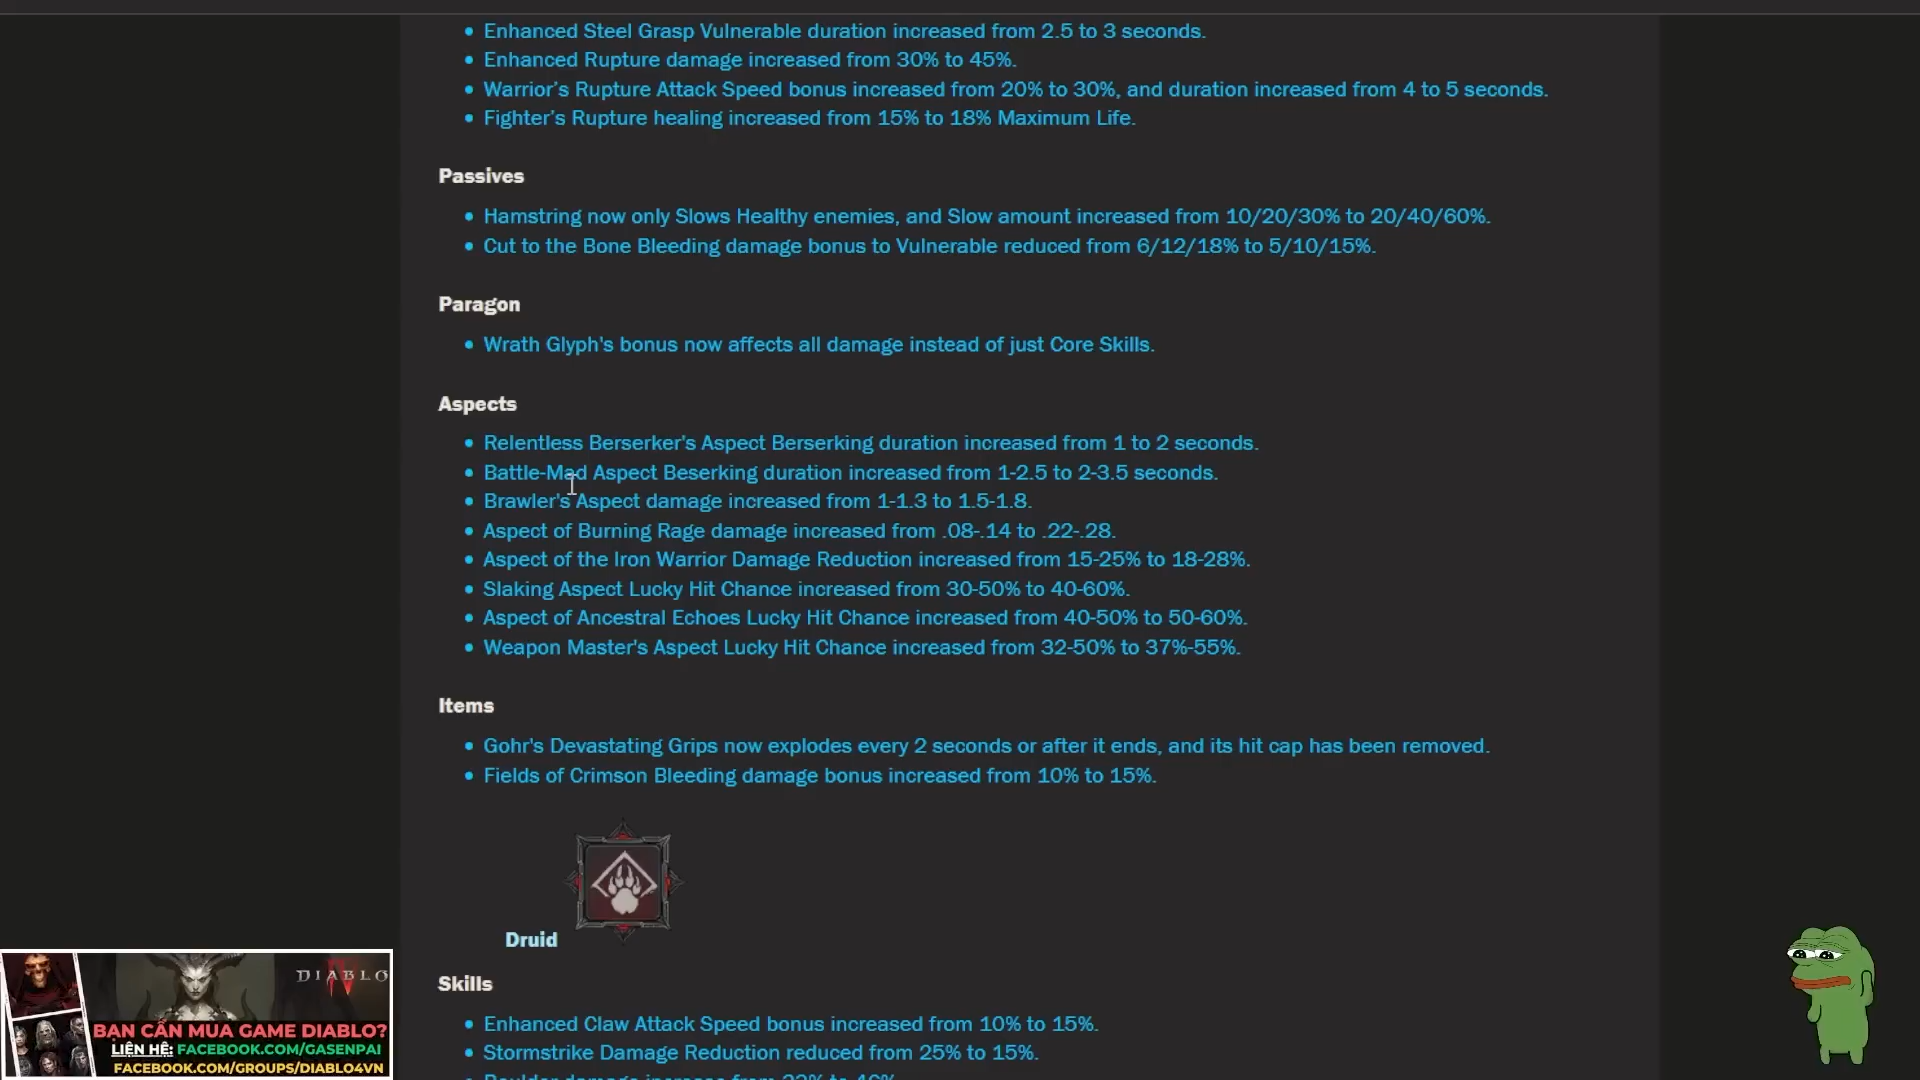 Enhanced Steel Grasp Vulnerable duration increased from 2.5 to 3 seconds.
Enhanced Rupture damage increased from 30% to 45%.
Warrior’s Rupture Attack Speed bonus increased from 20% to 30%, and duration increased from 4 to 5 seconds.
Fighter’s Rupture healing increased from 15% to 18% Maximum Life.
Passives
Hamstring now only Slows Healthy enemies, and Slow amount increased from 10/20/30% to 20/40/60%.
Cut to the Bone Bleeding damage bonus to Vulnerable reduced from 6/12/18% to 5/10/15%.
Paragon
Wrath Glyph's bonus now affects all damage instead of just Core Skills.
Aspects
Relentless Berserker's Aspect Berserking duration increased from 1 to 2 seconds.
Battle-Mad Aspect Beserking duration increased from 1-2.5 to 2-3.5 seconds.
Brawler's Aspect damage increased from 1-1.3 to 1.5-1.8.
Aspect of Burning Rage damage increased from .08-.14 to .22-.28.
Aspect of the Iron Warrior Damage Reduction increased from 15-25% to 18-28%.
Slaking Aspect Lucky Hit Chance increased from 30-50% to 40-60%.
Aspect of Ancestral Echoes Lucky Hit Chance increased from 40-50% to 50-60%.
Weapon Master's Aspect Lucky Hit Chance increased from 32-50% to 37%-55%.
Items
Gohr's Devastating Grips now explodes every 2 seconds or after it ends, and its hit cap has been removed.
Fields of Crimson Bleeding damage bonus increased from 10% to 15%.
Druid
Skills
Enhanced Claw Attack Speed bonus increased from 10% to 15%.
Stormstrike Damage Reduction reduced from 25% to 15%.
Boulder damage increase from
DIABLO
IV
BẠN CẦN MUA GAME DIABLO?
LIÊN HỆ: FACEBOOK.COM/GASENPAI
FACEBOOK.COM/GROUPS/DIABLO4VN